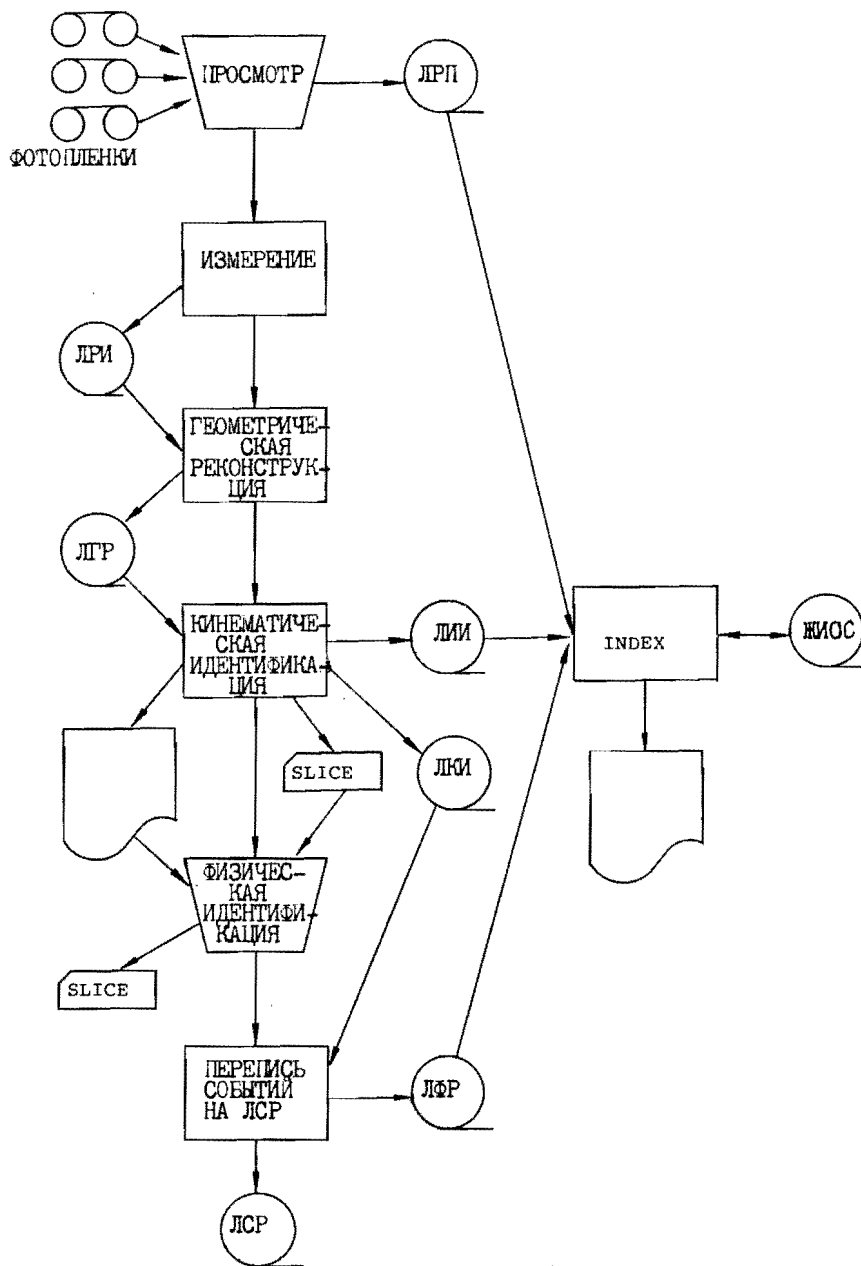 ПРОСМОТР
ЛРП
ФОТОПЛЕНКИ
ИЗМЕРЕНИЕ
ЛРИ
ГЕОМЕТРИЧЕ-
СКАЯ
РЕКОНСТРУК-
ЦИЯ
ЛГР
КИНЕМАТИЧЕ-
СКАЯ
ИДЕНТИФИКА-
ЦИЯ
ЛИИ
INDEX
ЖИОС
SLICE
ЛКИ
ФИЗИЧЕС-
КАЯ
ИДЕНТИФИ-
КАЦИЯ
SLICE
ПЕРЕПИСЬ
СОБЫТИЙ
НА ЛСР
ЛФР
ЛСР